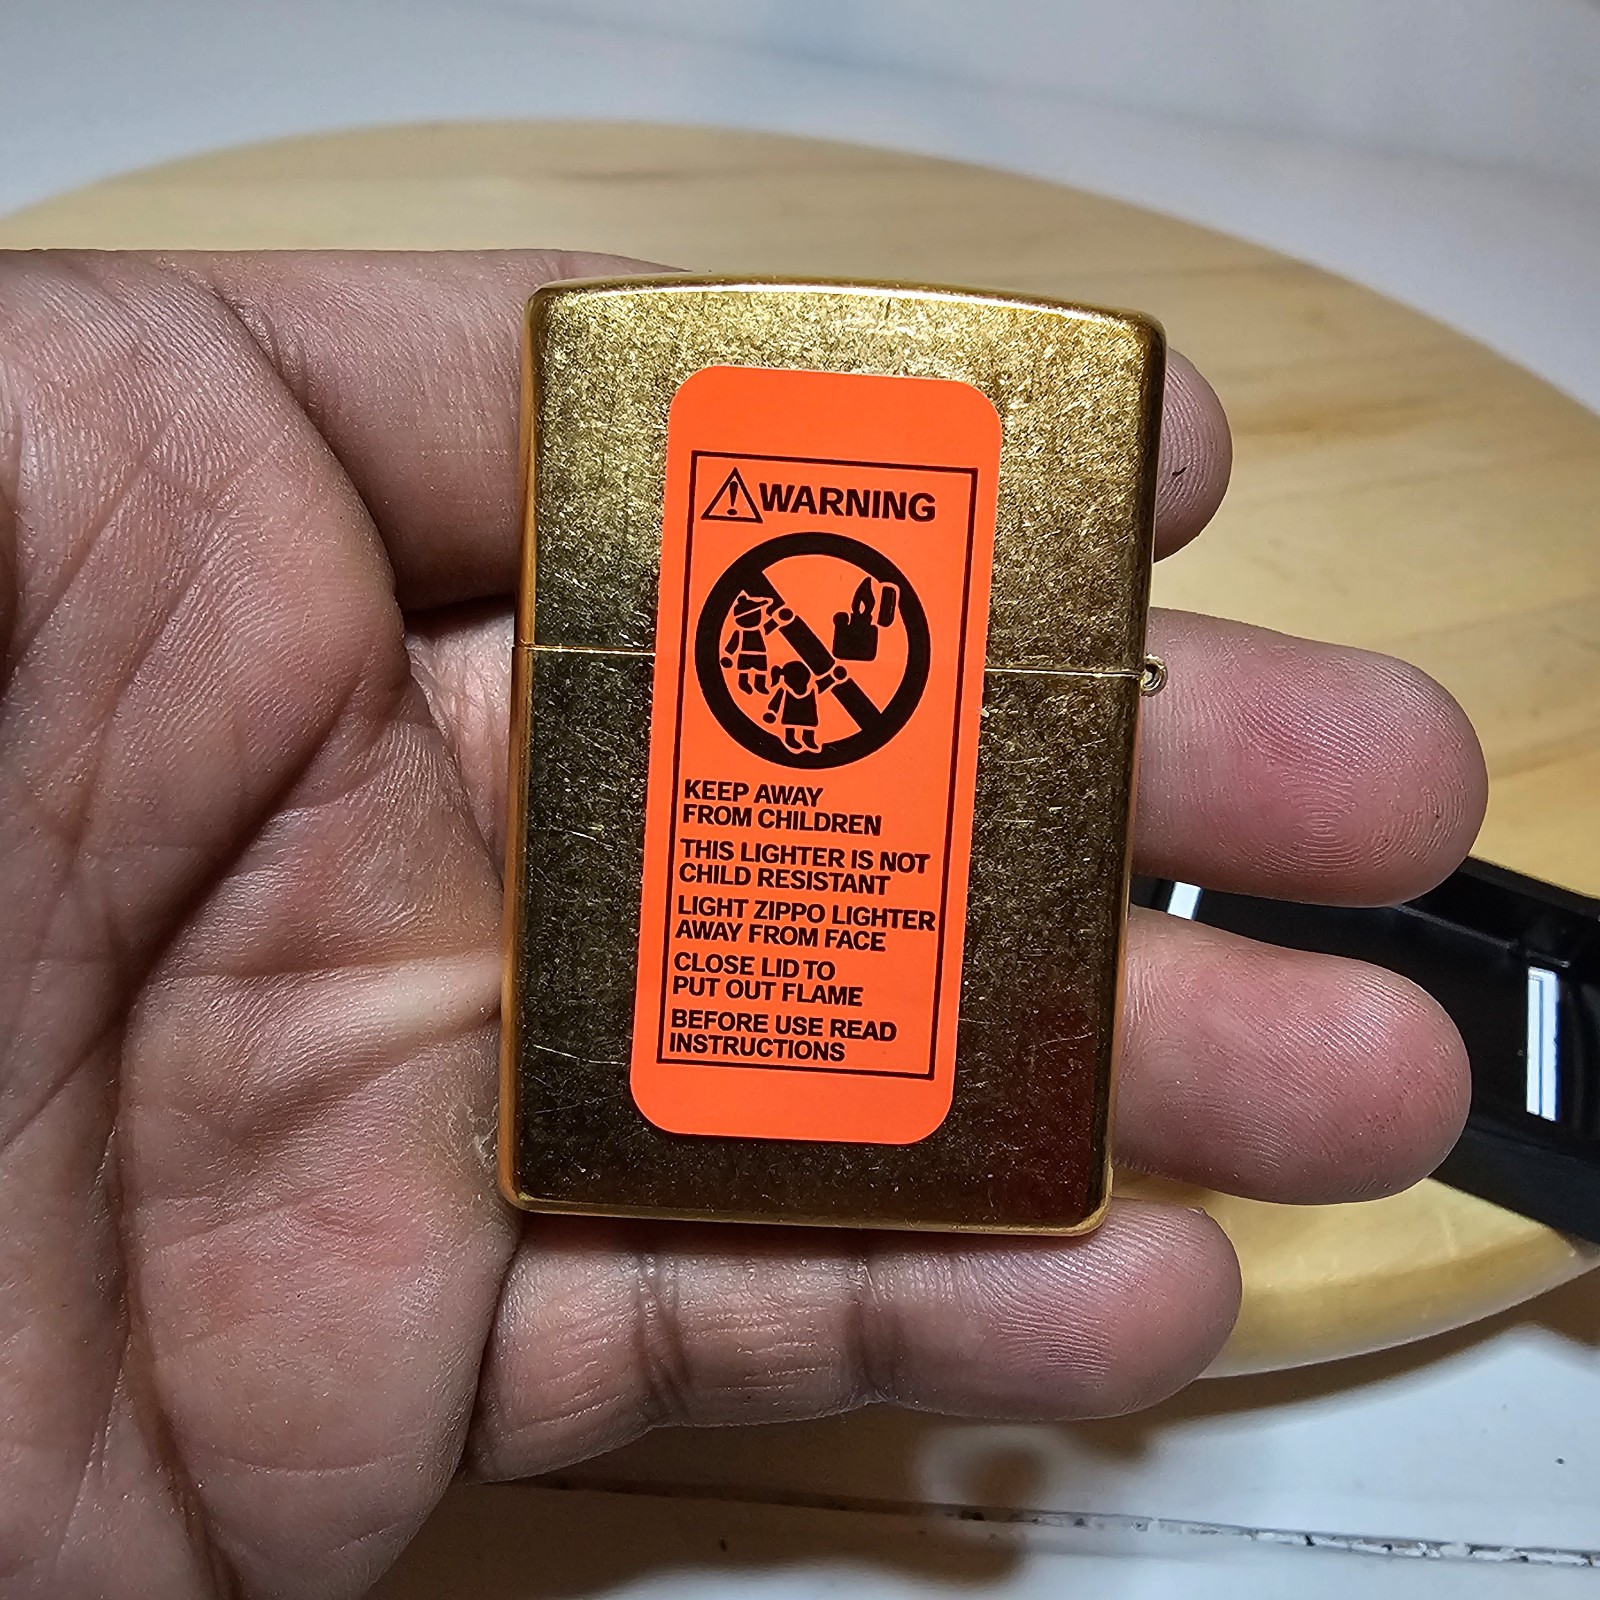 WARNING
KEEP AWAY
FROM CHILDREN
THIS LIGHTER IS NOT
CHILD RESISTANT
LIGHT ZIPPO LIGHTER
AWAY FROM FACE
CLOSE LID TO
PUT OUT FLAME
BEFORE USE READ
INSTRUCTIONS